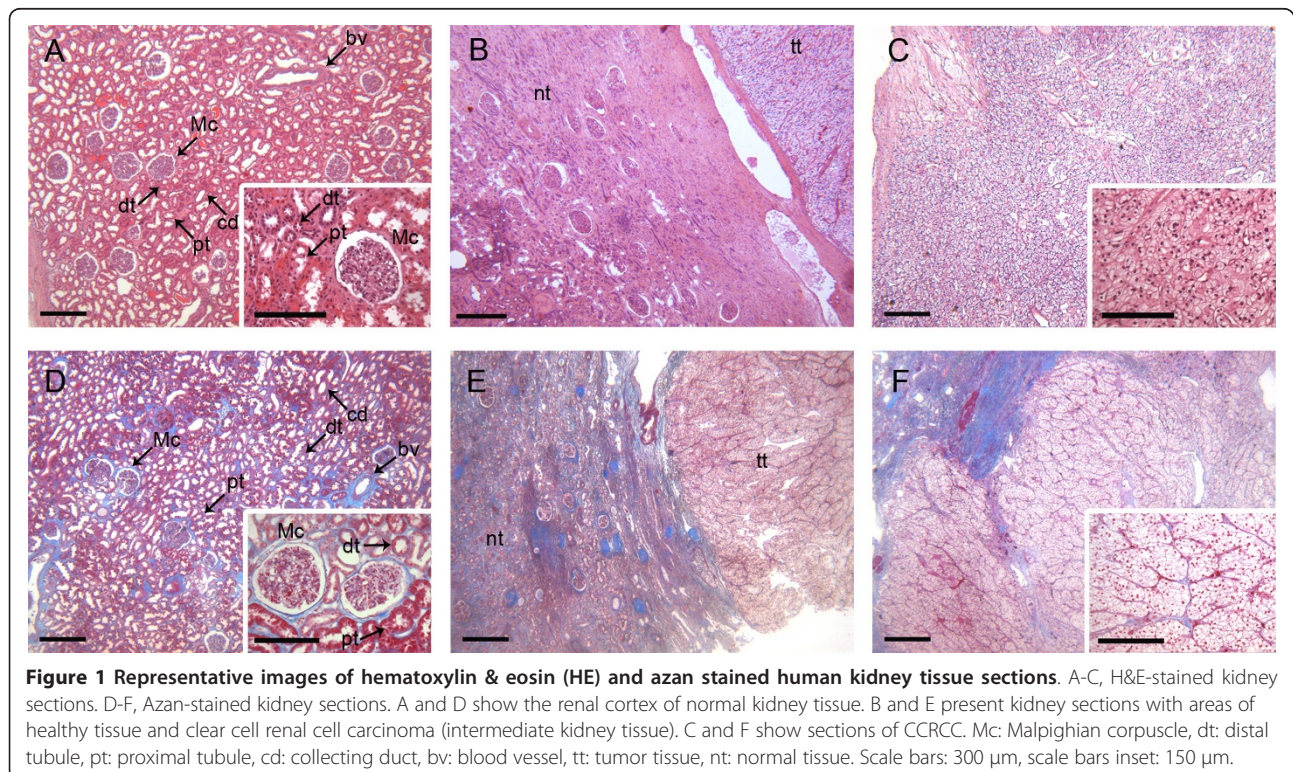 A
bv
Mc
dt
cd
pt
dt
pt
Mc
B
tt
nt
C
D
cd
dt
Mc
bv
pt
Mc
dt
pt
E
tt
nt
F
Figure 1 Representative images of hematoxylin & eosin (HE) and azan stained human kidney tissue sections. A-C, H&E-stained kidney
sections. D-F, Azan-stained kidney sections. A and D show the renal cortex of normal kidney tissue. B and E present kidney sections with areas of
healthy tissue and clear cell renal cell carcinoma (intermediate kidney tissue). C and F show sections of CCRCC. Mc: Malpighian corpuscle, dt: distal
tubule, pt: proximal tubule, cd: collecting duct, bv: blood vessel, tt: tumor tissue, nt: normal tissue. Scale bars: 300 μm, scale bars inset: 150 μm.